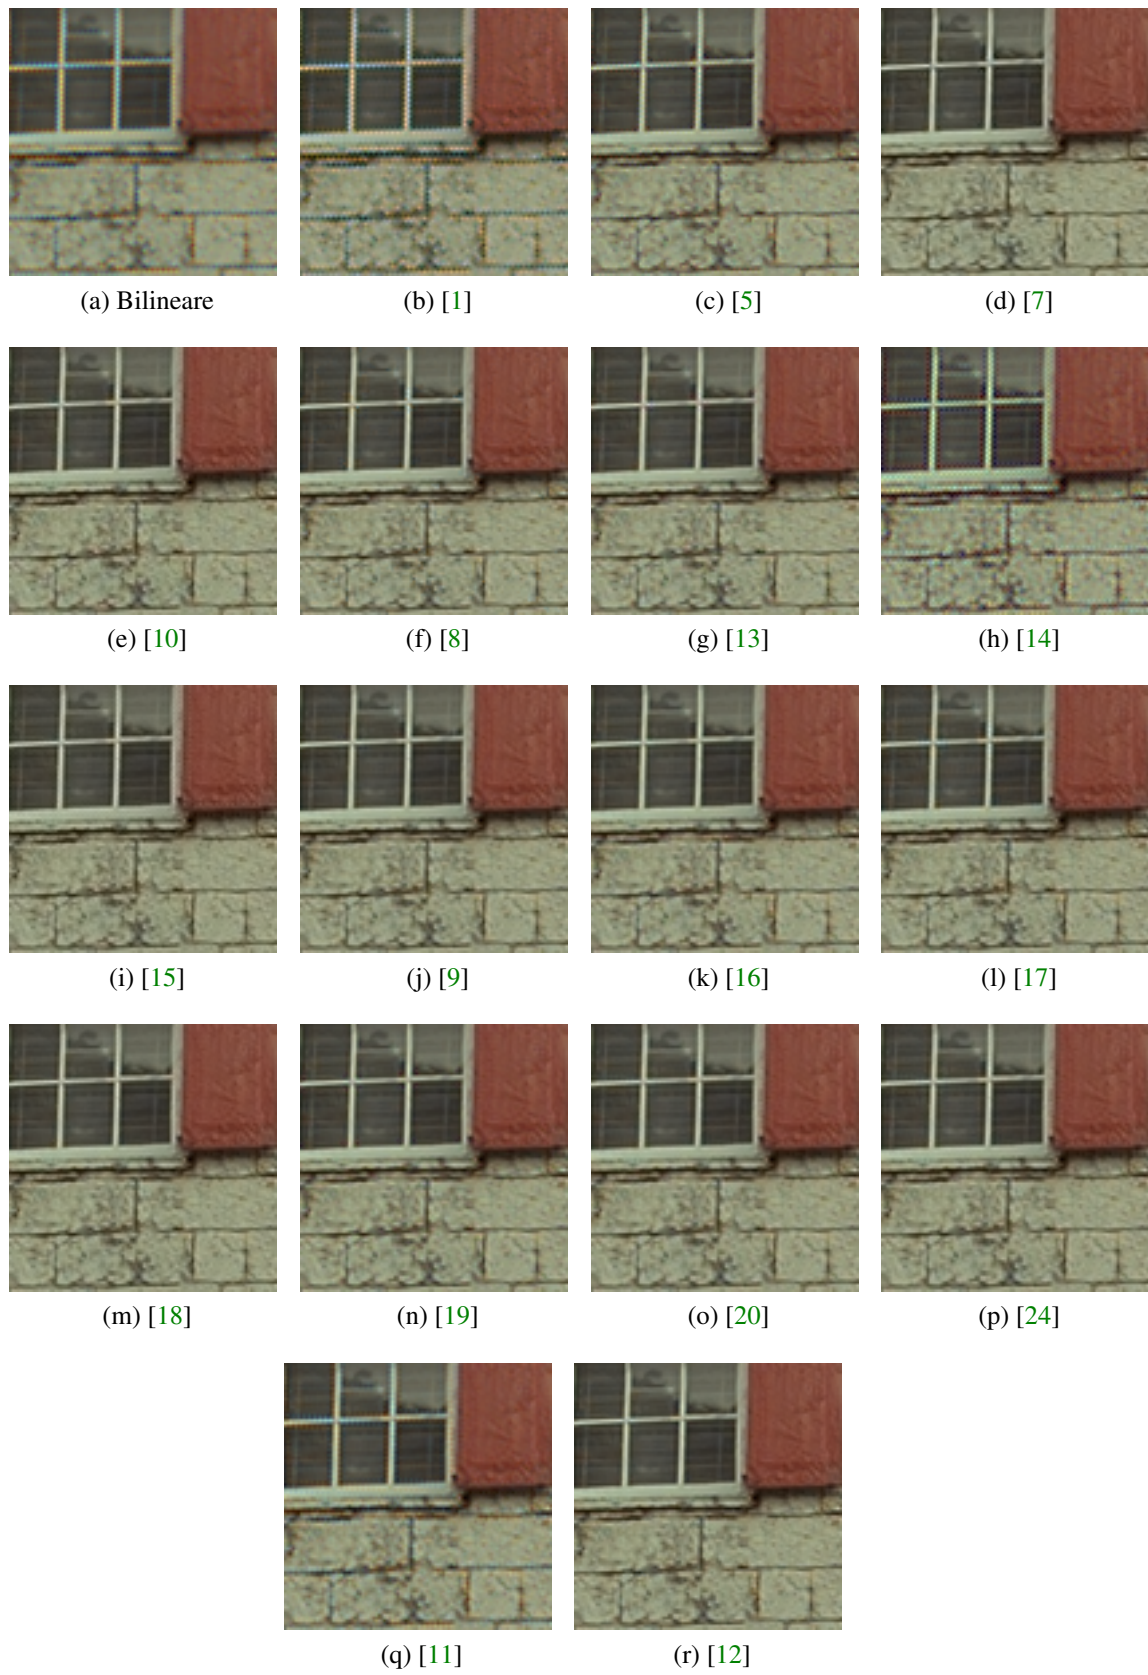 (a) Bilineare
(b) [1]
(c) [5]
(d) [7]
(e) [10]
(f) [8]
(g) [13]
(h) [14]
(i) [15]
(j) [9]
(k) [16]
(l) [17]
(m) [18]
(n) [19]
(o) [20]
(p) [24]
(q) [11]
(r) [12]